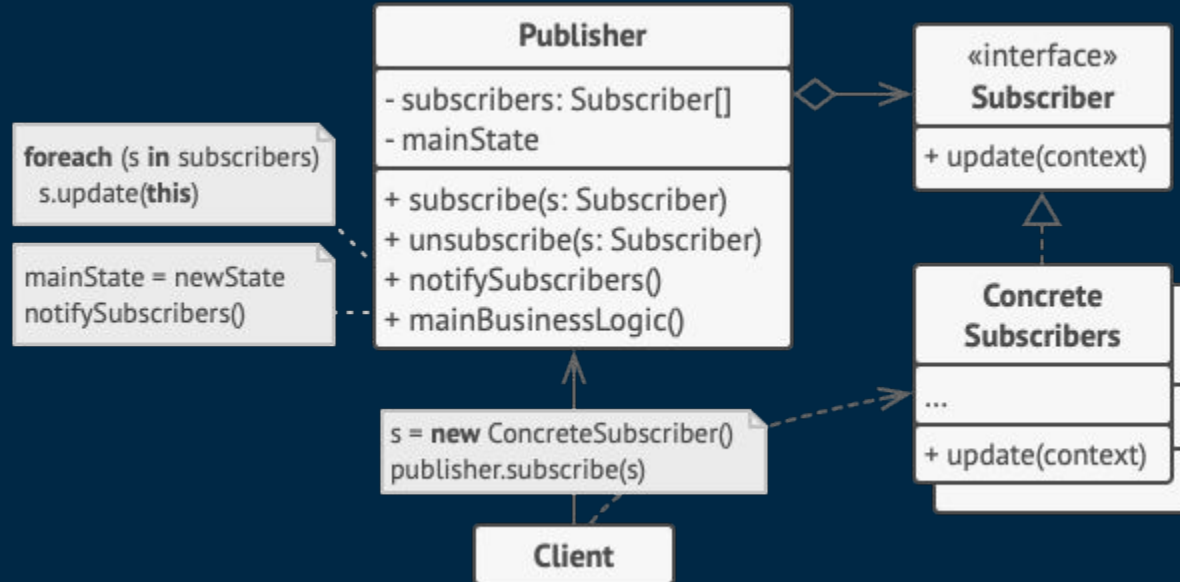 Publisher
- subscribers: Subscriber[]
- mainState
+ subscribe(s: Subscriber)
+ unsubscribe(s: Subscriber)
+ notifySubscribers()
+ mainBusinessLogic()
foreach (s in subscribers)
s.update(this)
mainState = newState
notifySubscribers()
«interface»
Subscriber
+ update(context)
Concrete
Subscribers
...
+ update(context)
s = new ConcreteSubscriber()
publisher.subscribe(s)
Client